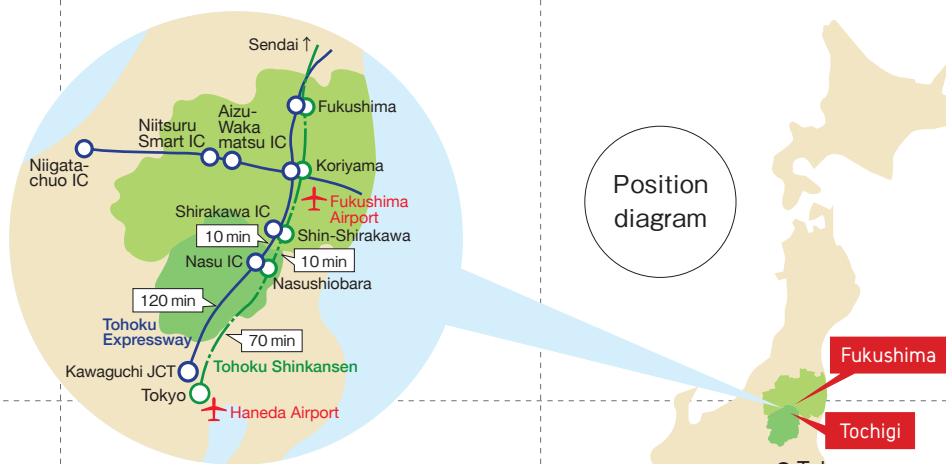 Sendai ↑
Fukushima
Aizu-
Waka
matsu IC
Niitsuru
Smart IC
Niigata-
chuo IC
Koriyama
Fukushima
Airport
Shirakawa IC
Shin-Shirakawa
10 min
10 min
Nasu IC
Nasushiobara
120 min
Tohoku
Expressway
70 min
Kawaguchi JCT
Tohoku Shinkansen
Tokyo
Haneda Airport
Position
diagram
Fukushima
Tochigi